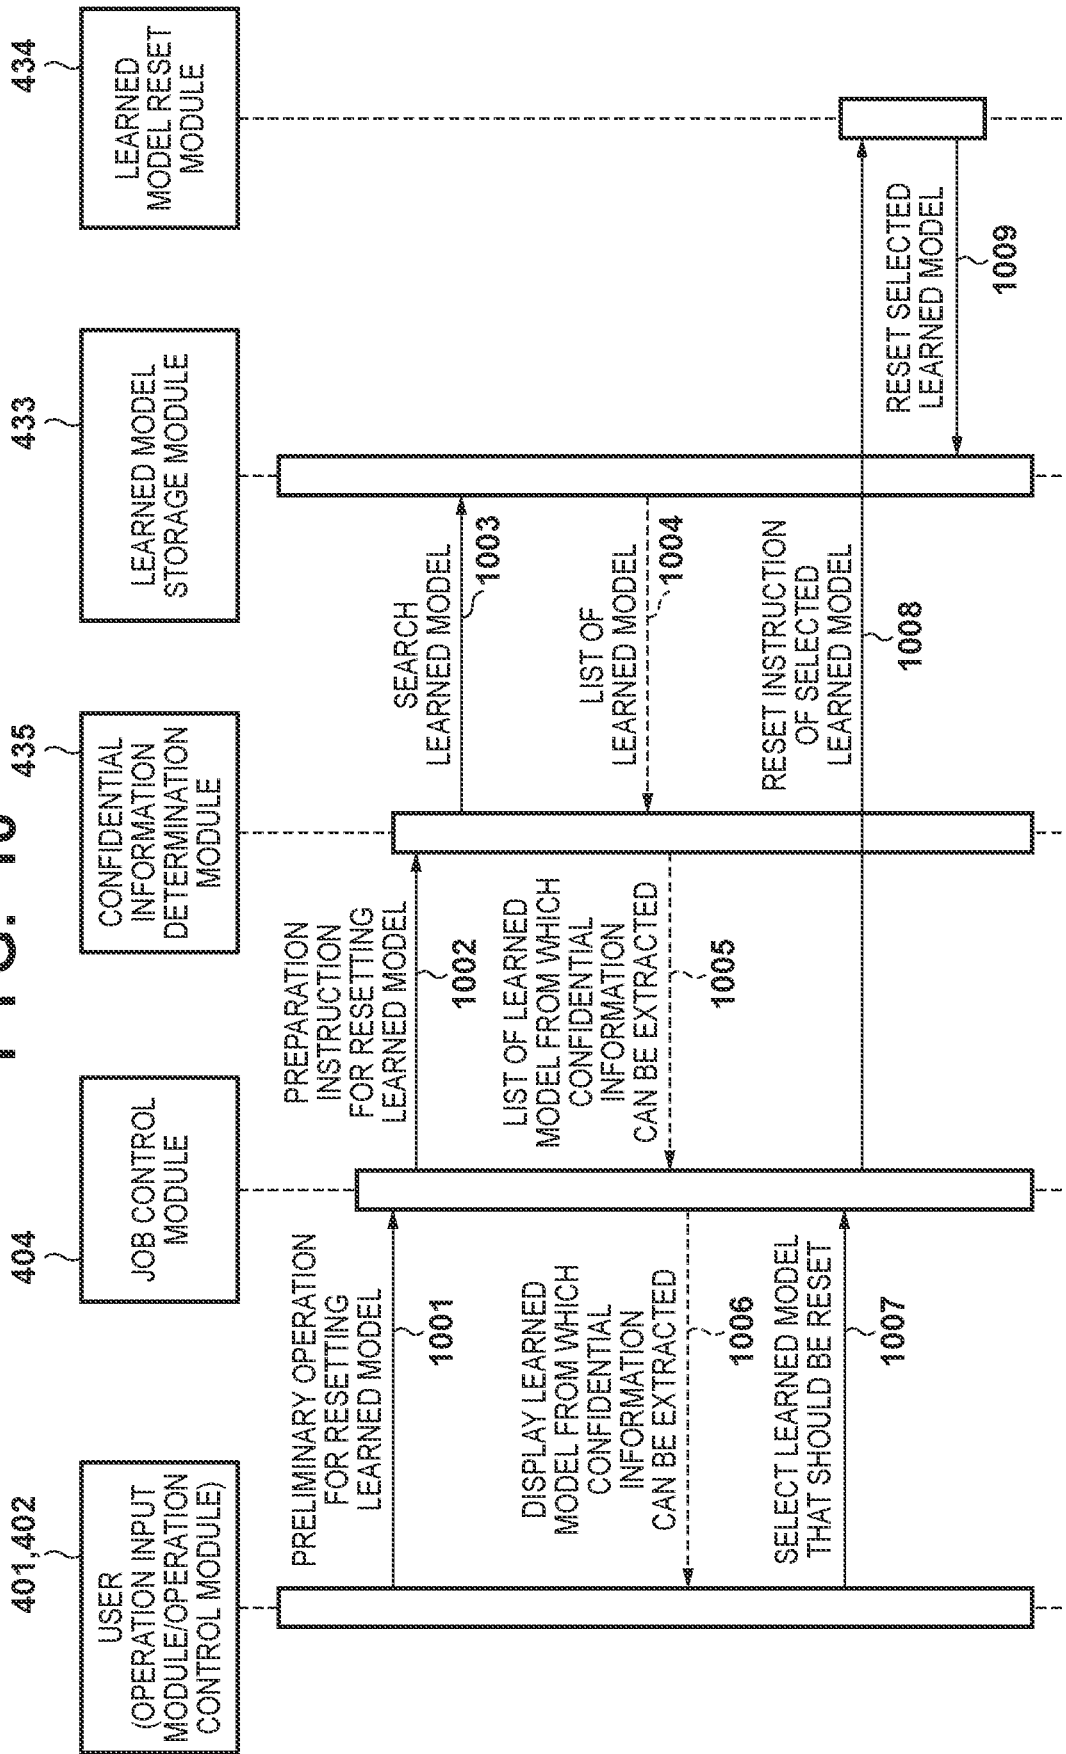 FIG. 10
401,402
404
435
433
434
USER
(OPERATION INPUT
MODULE/OPERATION
CONTROL MODULE)
JOB CONTROL
MODULE
CONFIDENTIAL
INFORMATION
DETERMINATION
MODULE
LEARNED MODEL
STORAGE MODULE
LEARNED
MODEL RESET
MODULE
PRELIMINARY OPERATION
FOR RESETTING
LEARNED MODEL
1001
PREPARATION
INSTRUCTION
FOR RESETTING
LEARNED MODEL
1002
SEARCH
LEARNED MODEL
1003
LIST OF
LEARNED MODEL
1004
LIST OF LEARNED
MODEL FROM WHICH
CONFIDENTIAL
INFORMATION
CAN BE EXTRACTED
1005
DISPLAY LEARNED
MODEL FROM WHICH
CONFIDENTIAL
INFORMATION
CAN BE EXTRACTED
1006
SELECT LEARNED MODEL
THAT SHOULD BE RESET
1007
RESET INSTRUCTION
OF SELECTED
LEARNED MODEL
1008
RESET SELECTED
LEARNED MODEL
1009